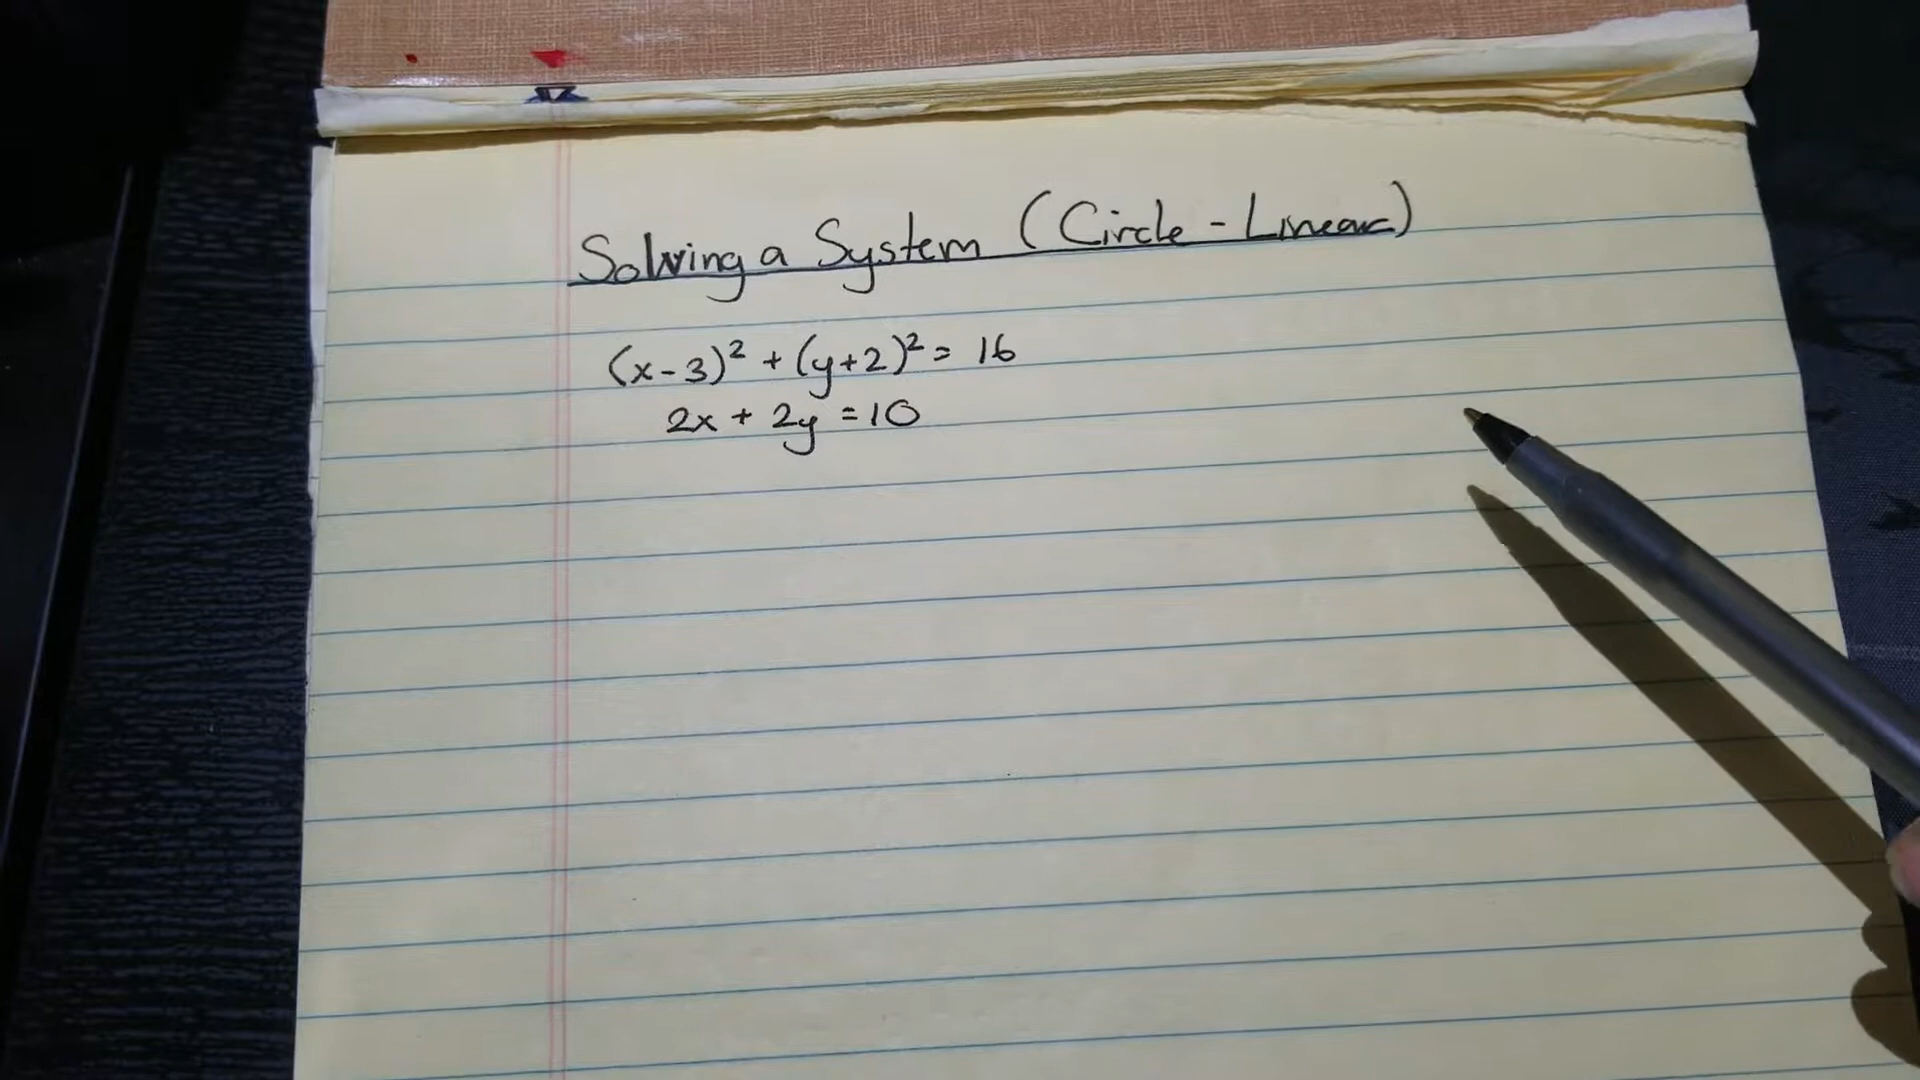 Solving a System (Circle - Linear)
(x-3)² + (y+2)² = 16
2x + 2y = 10